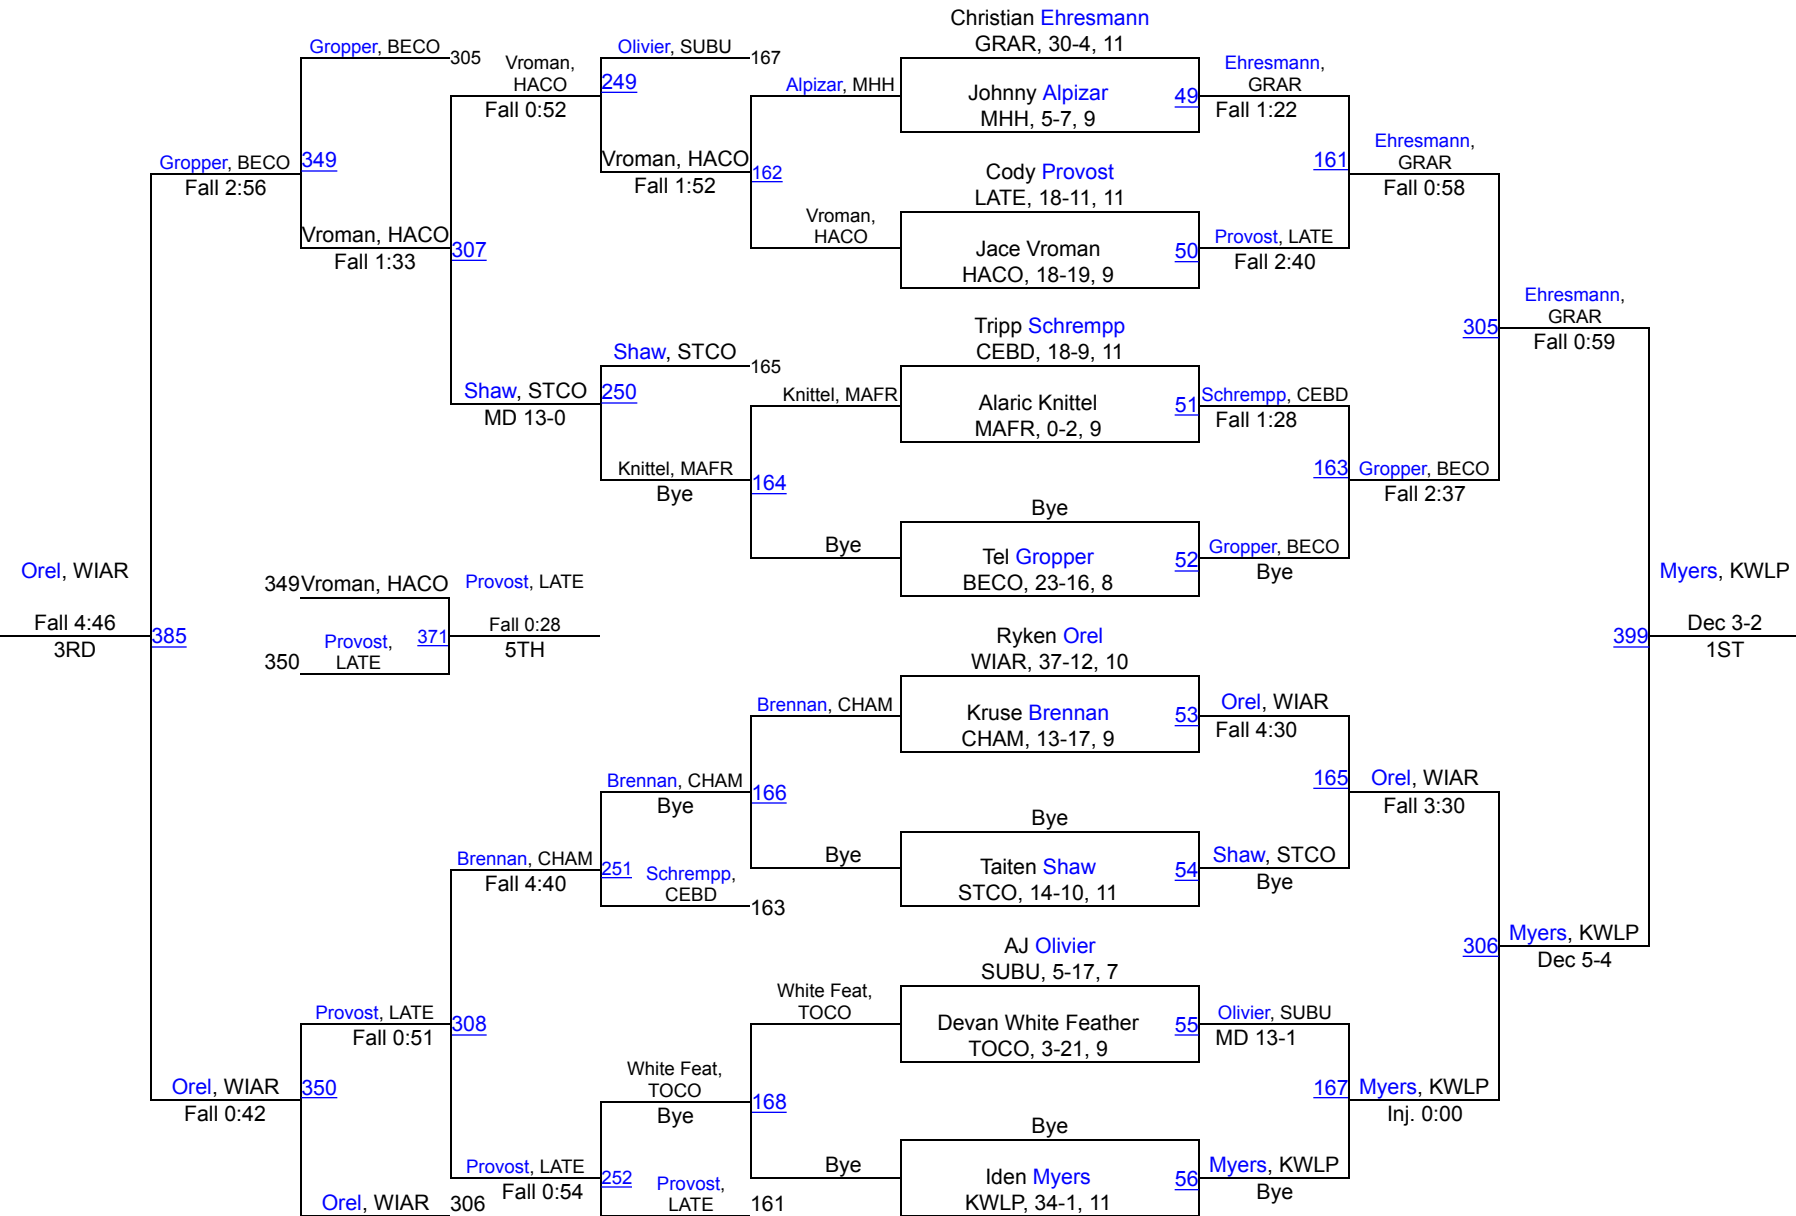 Christian Ehresmann
GRAR, 30-4, 11
Gropper, BECO
305
Vroman,
HACO
Fall 0:52
Olivier, SUBU
167
249
Alpizar, MHH
Johnny Alpizar
MHH, 5-7, 9
49
Ehresmann,
GRAR
Fall 1:22
Gropper, BECO
Fall 2:56
349
Vroman, HACO
Fall 1:52
162
Cody Provost
LATE, 18-11, 11
161
Ehresmann,
GRAR
Fall 0:58
Vroman, HACO
Fall 1:33
307
Vroman,
HACO
Jace Vroman
HACO, 18-19, 9
50
Provost, LATE
Fall 2:40
Tripp Schrempp
CEBD, 18-9, 11
305
Ehresmann,
GRAR
Fall 0:59
Shaw, STCO
165
Shaw, STCO
MD 13-0
250
Knittel, MAFR
Alaric Knittel
MAFR, 0-2, 9
51
Schrempp, CEBD
Fall 1:28
Knittel, MAFR
Bye
164
163
Gropper, BECO
Fall 2:37
Bye
Bye
Tel Gropper
BECO, 23-16, 8
52
Gropper, BECO
Bye
Orel, WIAR
Fall 4:46
3RD
385
349
Vroman, HACO
350
Provost,
LATE
371
Provost, LATE
Fall 0:28
5TH
Myers, KWLP
399
Dec 3-2
1ST
Ryken Orel
WIAR, 37-12, 10
Brennan, CHAM
Kruse Brennan
CHAM, 13-17, 9
53
Orel, WIAR
Fall 4:30
Brennan, CHAM
Bye
166
165
Orel, WIAR
Fall 3:30
Bye
Brennan, CHAM
Fall 4:40
251
Schrempp,
CEBD
163
Bye
Taiten Shaw
STCO, 14-10, 11
54
Shaw, STCO
Bye
AJ Olivier
SUBU, 5-17, 7
306
Myers, KWLP
Dec 5-4
Provost, LATE
Fall 0:51
308
White Feat,
TOCO
Devan White Feather
TOCO, 3-21, 9
55
Olivier, SUBU
MD 13-1
Orel, WIAR
Fall 0:42
350
White Feat,
TOCO
Bye
168
167
Myers, KWLP
Inj. 0:00
Bye
Provost, LATE
Fall 0:54
252
Provost,
LATE
161
Bye
Iden Myers
KWLP, 34-1, 11
56
Myers, KWLP
Bye
Orel, WIAR
306